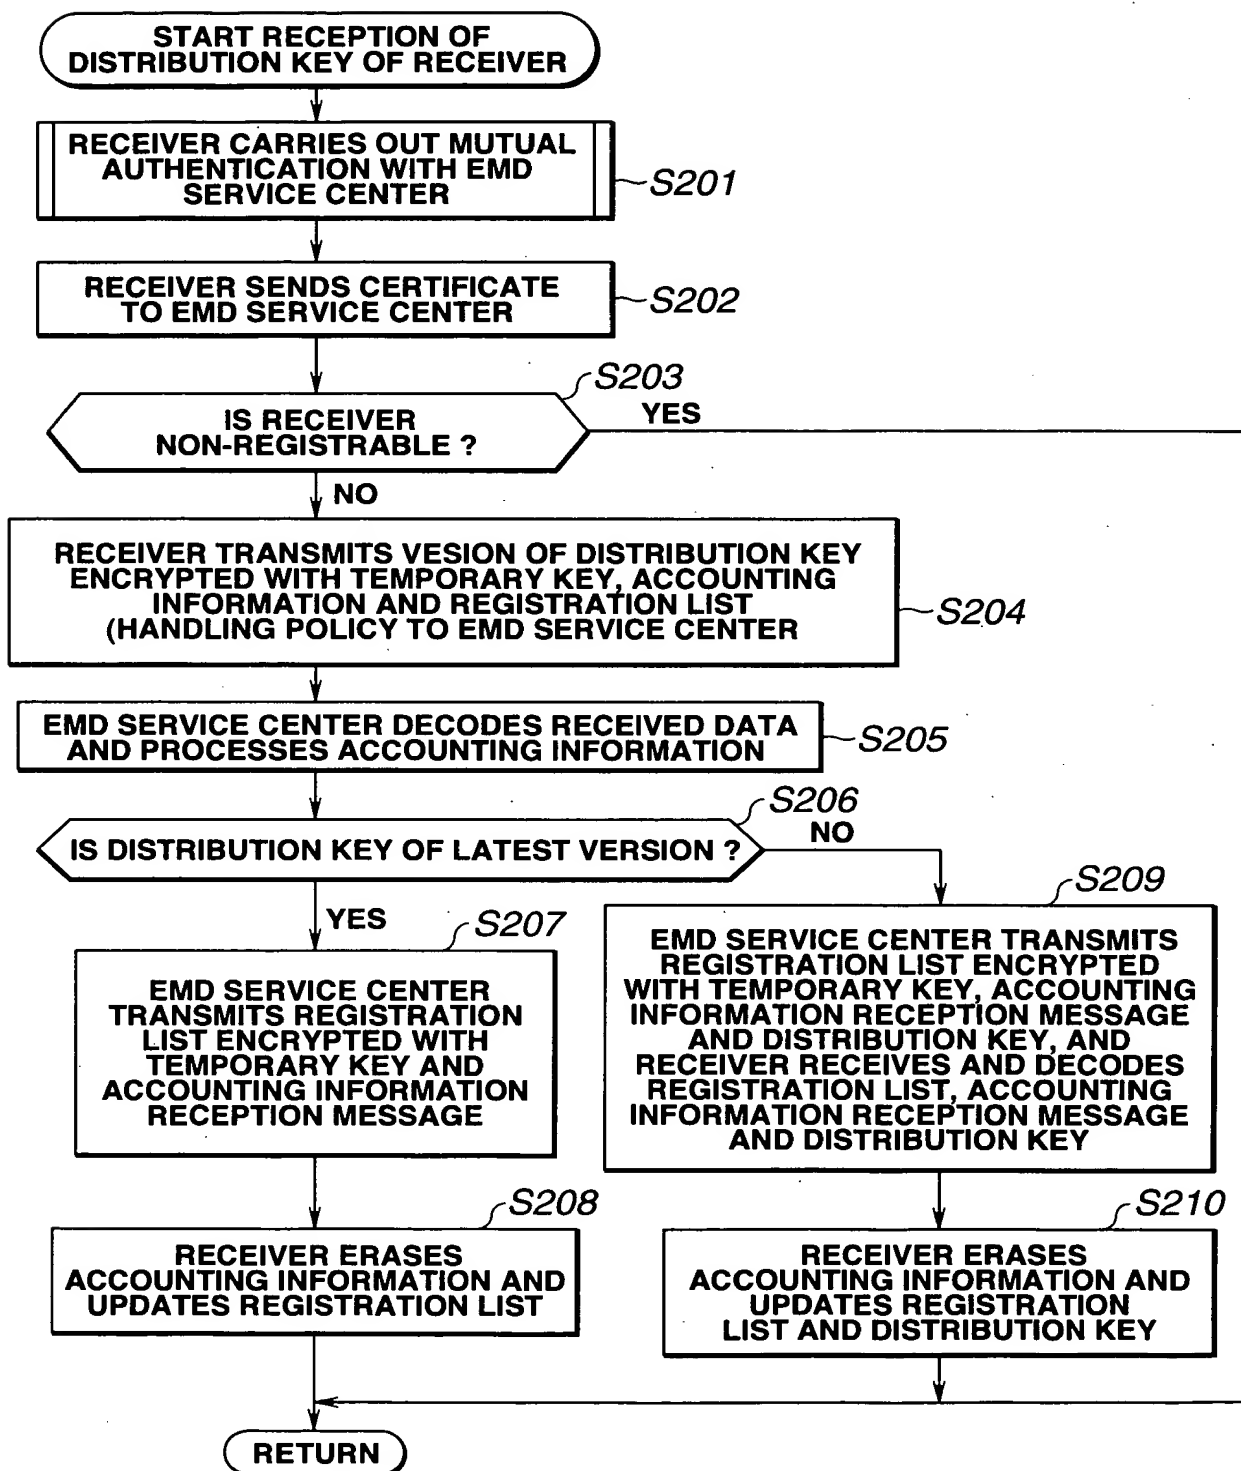 START RECEPTION OF
DISTRIBUTION KEY OF RECEIVER
RECEIVER CARRIES OUT MUTUAL
AUTHENTICATION WITH EMD
SERVICE CENTER
S201
RECEIVER SENDS CERTIFICATE
TO EMD SERVICE CENTER
S202
S203
IS RECEIVER
NON-REGISTRABLE ?
YES
NO
RECEIVER TRANSMITS VESION OF DISTRIBUTION KEY
ENCRYPTED WITH TEMPORARY KEY, ACCOUNTING
INFORMATION AND REGISTRATION LIST
(HANDLING POLICY TO EMD SERVICE CENTER
S204
EMD SERVICE CENTER DECODES RECEIVED DATA
AND PROCESSES ACCOUNTING INFORMATION
S205
S206
IS DISTRIBUTION KEY OF LATEST VERSION ?
NO
YES
S207
EMD SERVICE CENTER
TRANSMITS REGISTRATION
LIST ENCRYPTED WITH
TEMPORARY KEY AND
ACCOUNTING INFORMATION
RECEPTION MESSAGE
S209
EMD SERVICE CENTER TRANSMITS
REGISTRATION LIST ENCRYPTED
WITH TEMPORARY KEY, ACCOUNTING
INFORMATION RECEPTION MESSAGE
AND DISTRIBUTION KEY, AND
RECEIVER RECEIVES AND DECODES
REGISTRATION LIST, ACCOUNTING
INFORMATION RECEPTION MESSAGE
AND DISTRIBUTION KEY
S208
RECEIVER ERASES
ACCOUNTING INFORMATION AND
UPDATES REGISTRATION LIST
S210
RECEIVER ERASES
ACCOUNTING INFORMATION AND
UPDATES REGISTRATION
LIST AND DISTRIBUTION KEY
RETURN